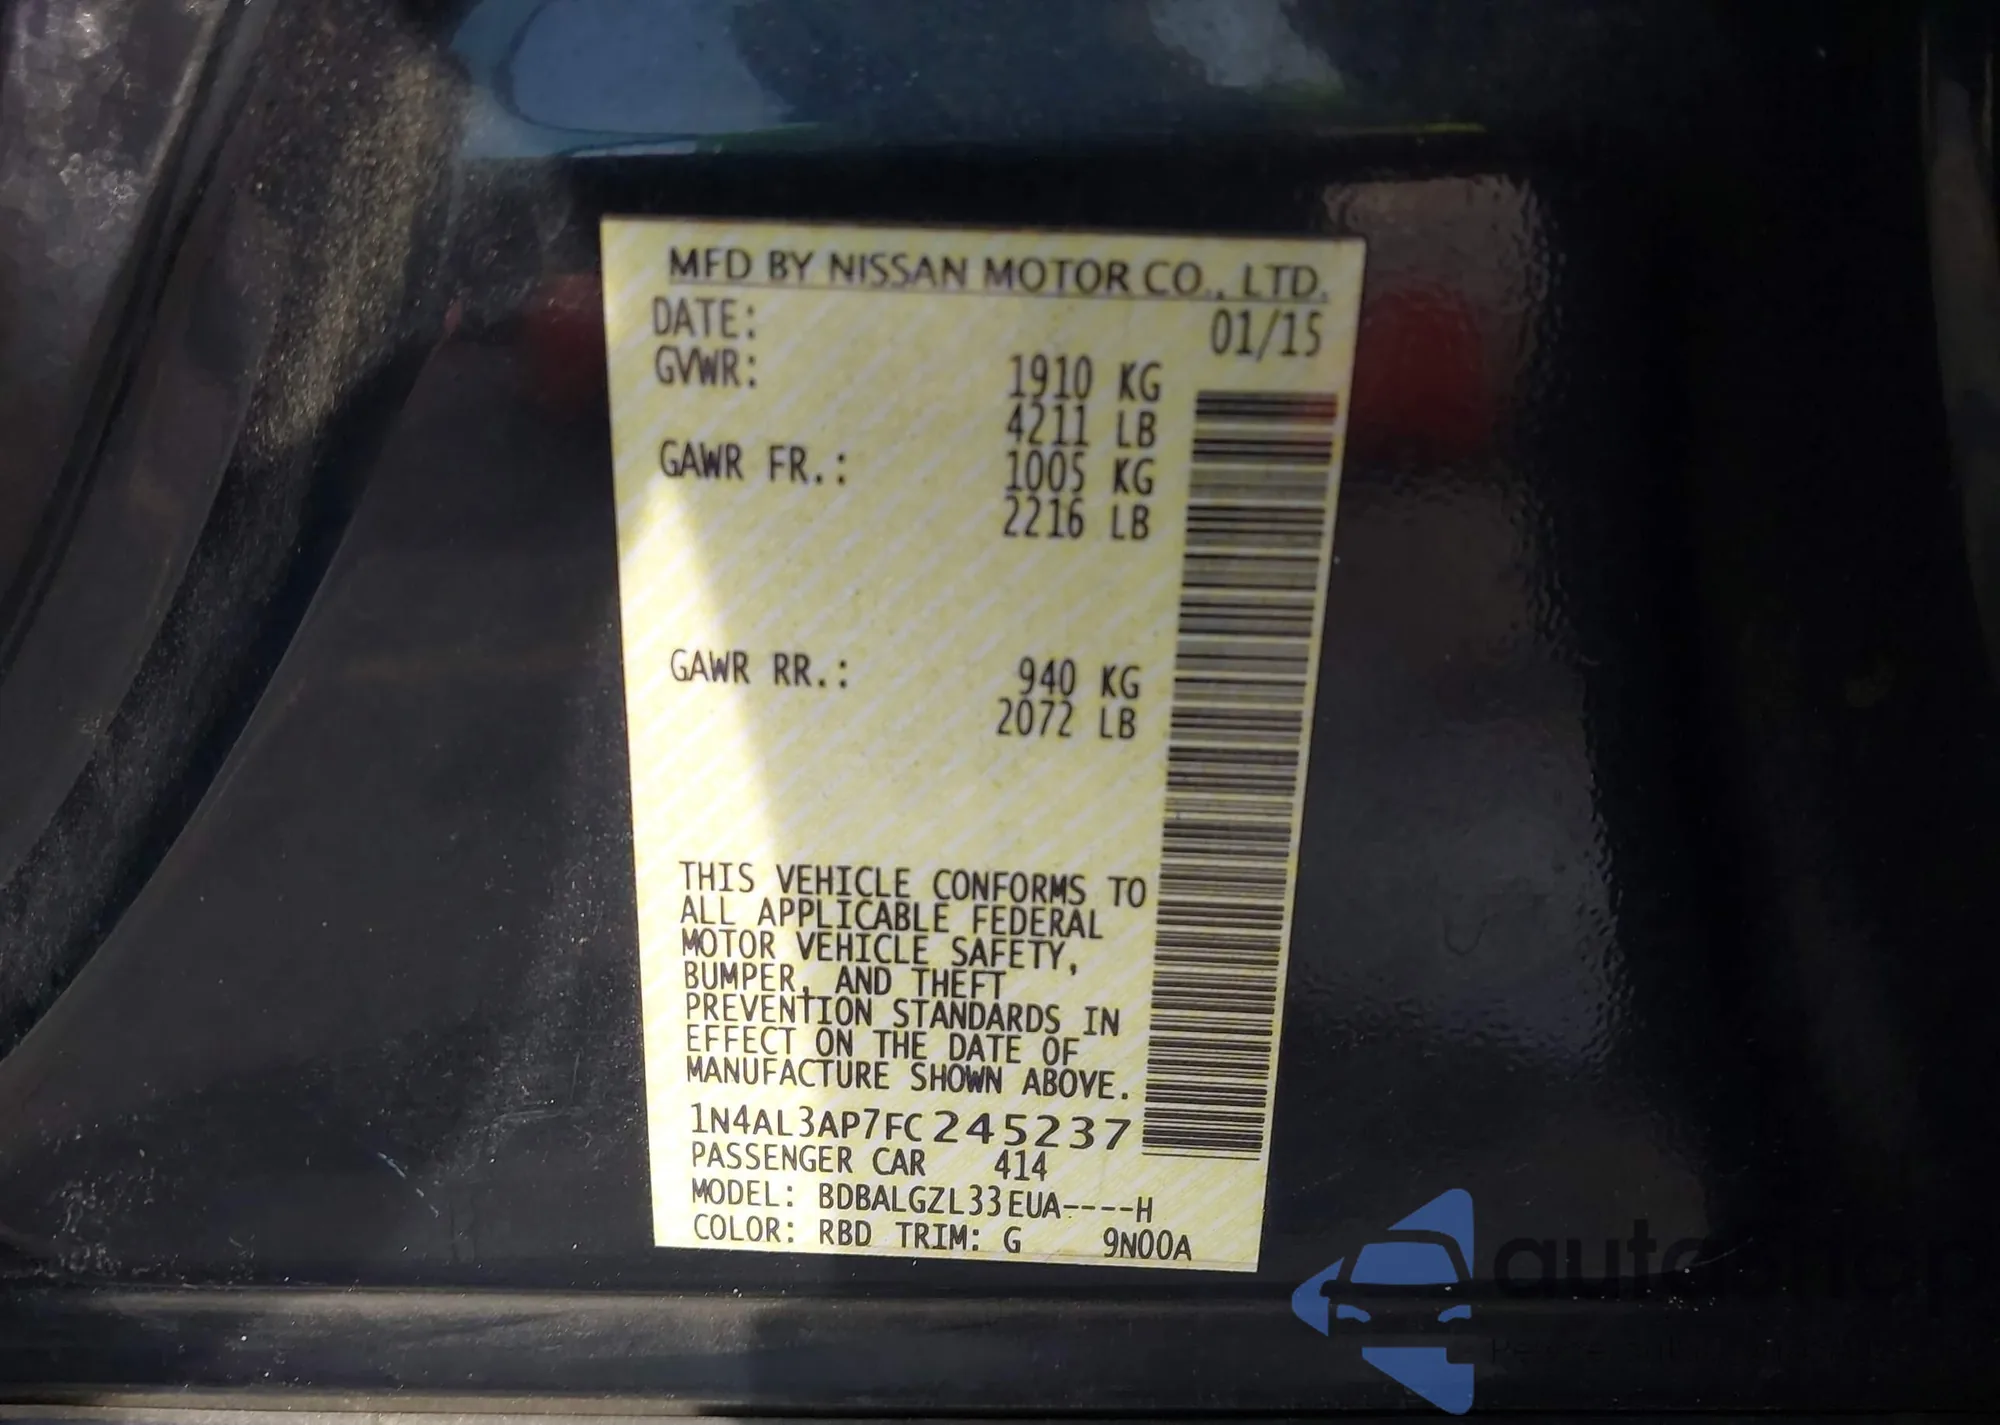 MFD BY NISSAN MOTOR CO., LTD.
DATE: 01/15
GVWR: 1910 KG
4211 LB
GAWR FR.: 1005 KG
2216 LB
GAWR RR.: 940 KG
2072 LB
THIS VEHICLE CONFORMS TO
ALL APPLICABLE FEDERAL
MOTOR VEHICLE SAFETY,
BUMPER, AND THEFT
PREVENTION STANDARDS IN
EFFECT ON THE DATE OF
MANUFACTURE SHOWN ABOVE.
1N4AL3AP7FC245237
PASSENGER CAR 414
MODEL: BDBALGZL33EUA----H
COLOR: RBD TRIM: G 9N00A